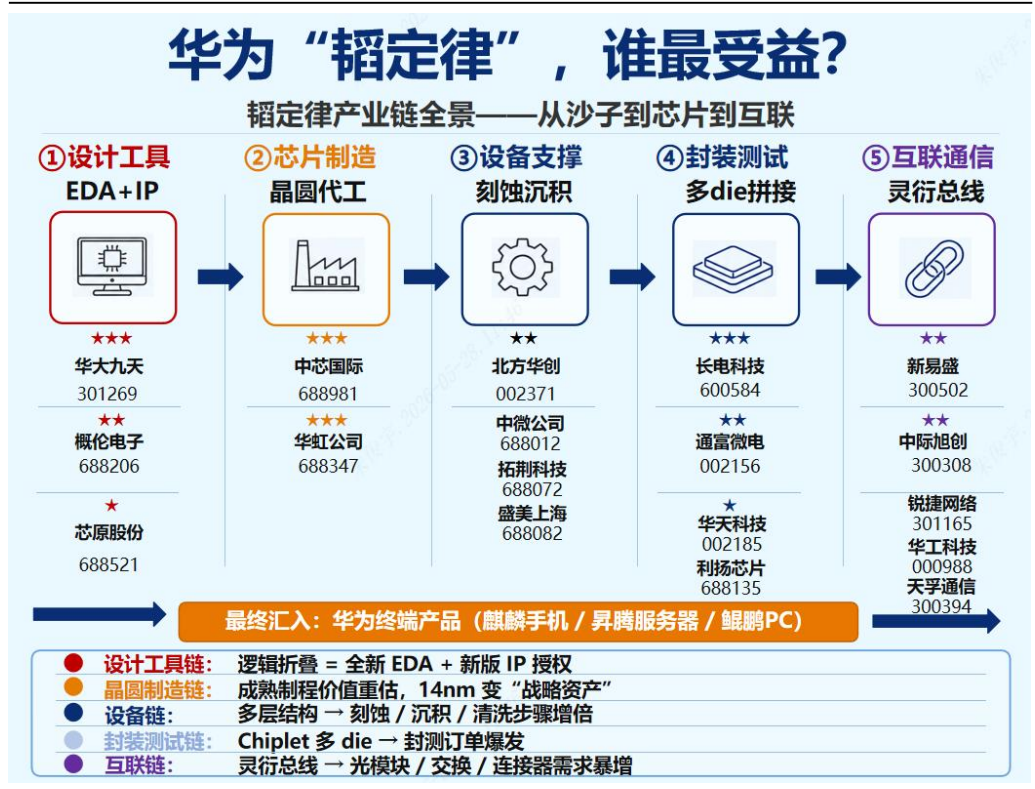 华为“韬定律”，谁最受益?
韬定律产业链全景——从沙子到芯片到互联
①设计工具
EDA+IP
★★★
华大九天
301269
★★
概伦电子
688206
★
芯原股份
688521
②芯片制造
晶圆代工
★★★
中芯国际
688981
★★★
华虹公司
688347
③设备支撑
刻蚀沉积
★★
北方华创
002371
中微公司
688012
拓荆科技
688072
盛美上海
688082
④封装测试
多die拼接
★★★
长电科技
600584
★★
通富微电
002156
★
华天科技
002185
利扬芯片
688135
⑤互联通信
灵衍总线
★★
新易盛
300502
★★
中际旭创
300308
锐捷网络
301165
华工科技
000988
天孚通信
300394
最终汇入：华为终端产品（麒麟手机 / 昇腾服务器 / 鲲鹏PC）
设计工具链： 逻辑折叠 = 全新 EDA + 新版 IP 授权
晶圆制造链： 成熟制程价值重估，14nm 变“战略资产”
设备链： 多层结构 → 刻蚀 / 沉积 / 清洗步骤增倍
封装测试链： Chiplet 多 die → 封测订单爆发
互联链： 灵衍总线 → 光模块 / 交换 / 连接器需求暴增